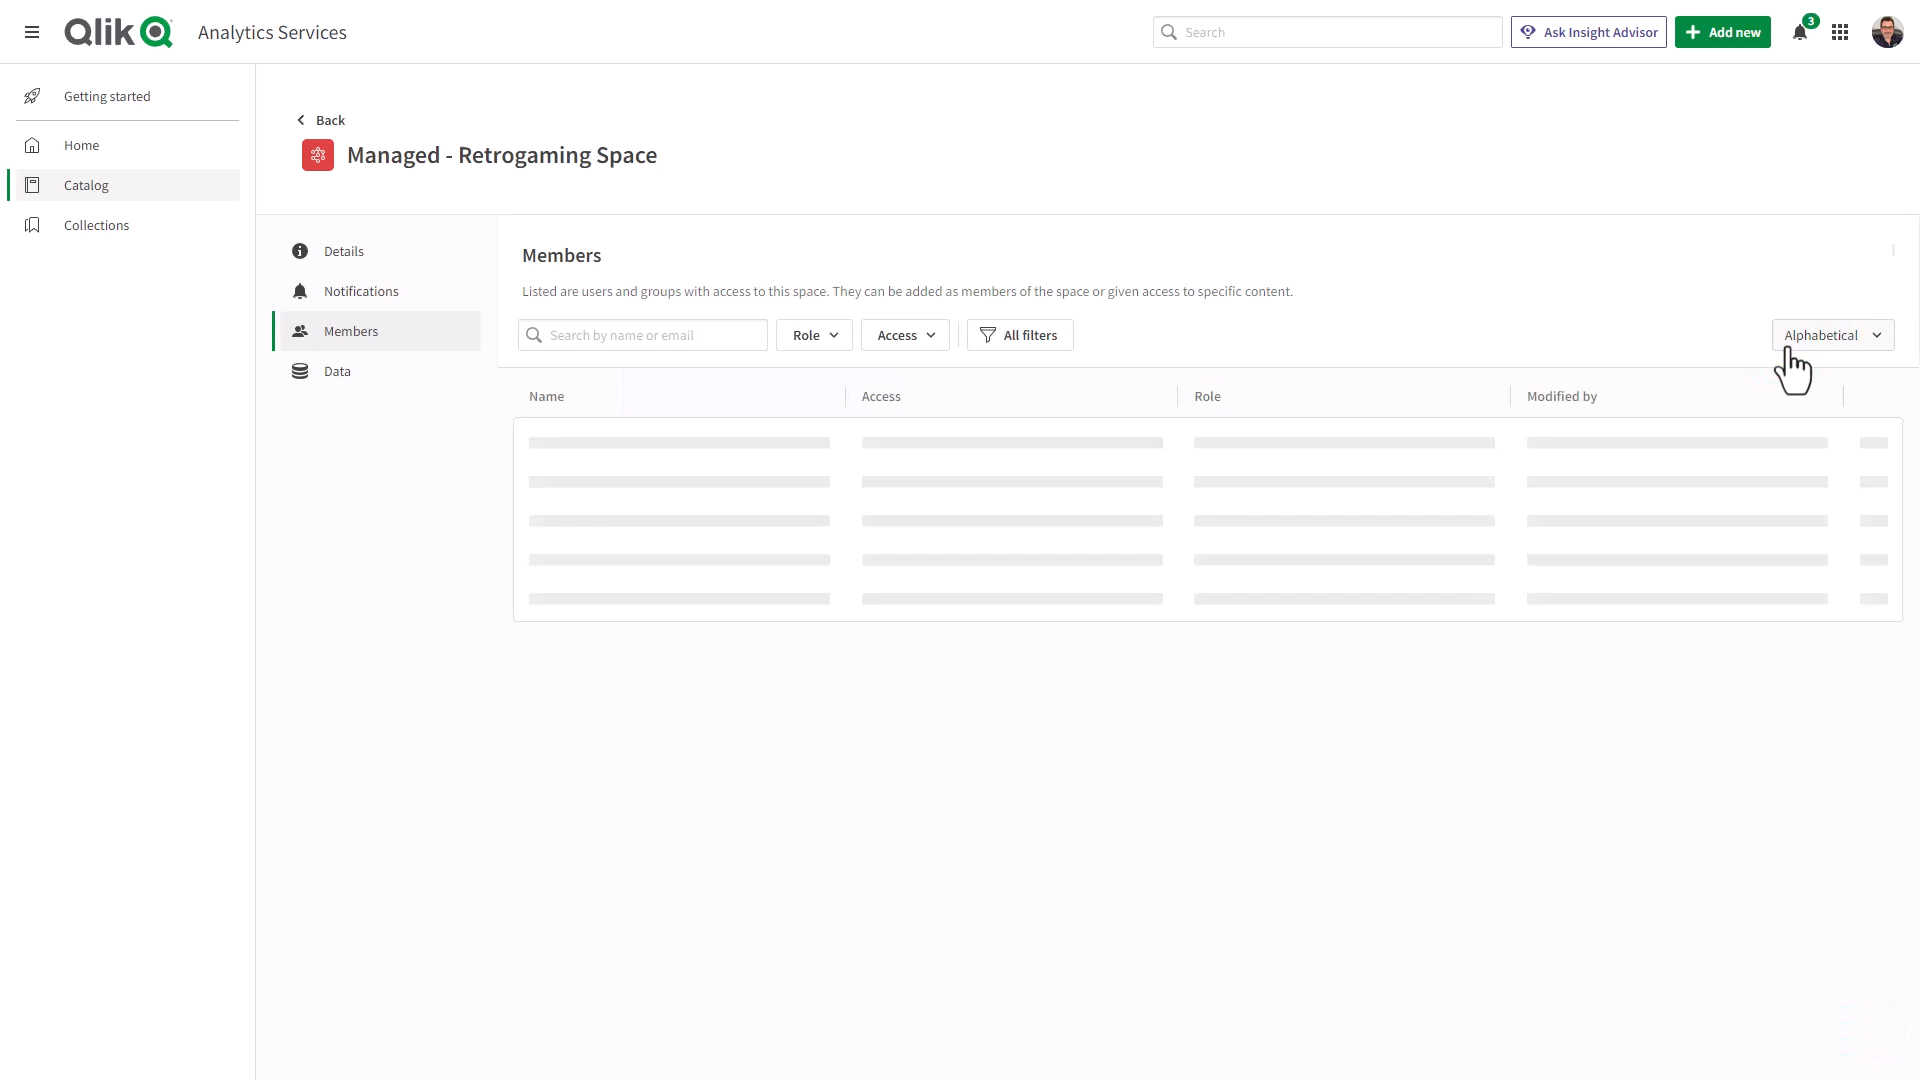 Qlik Analytics Services
Search
Ask Insight Advisor
Add new
3
Getting started
Home
Catalog
Collections
Back
Managed - Retrogaming Space
Details
Notifications
Members
Data
Members
Listed are users and groups with access to this space. They can be added as members of the space or given access to specific content.
Search by name or email
Role
Access
All filters
Alphabetical
Name Access Role Modified by